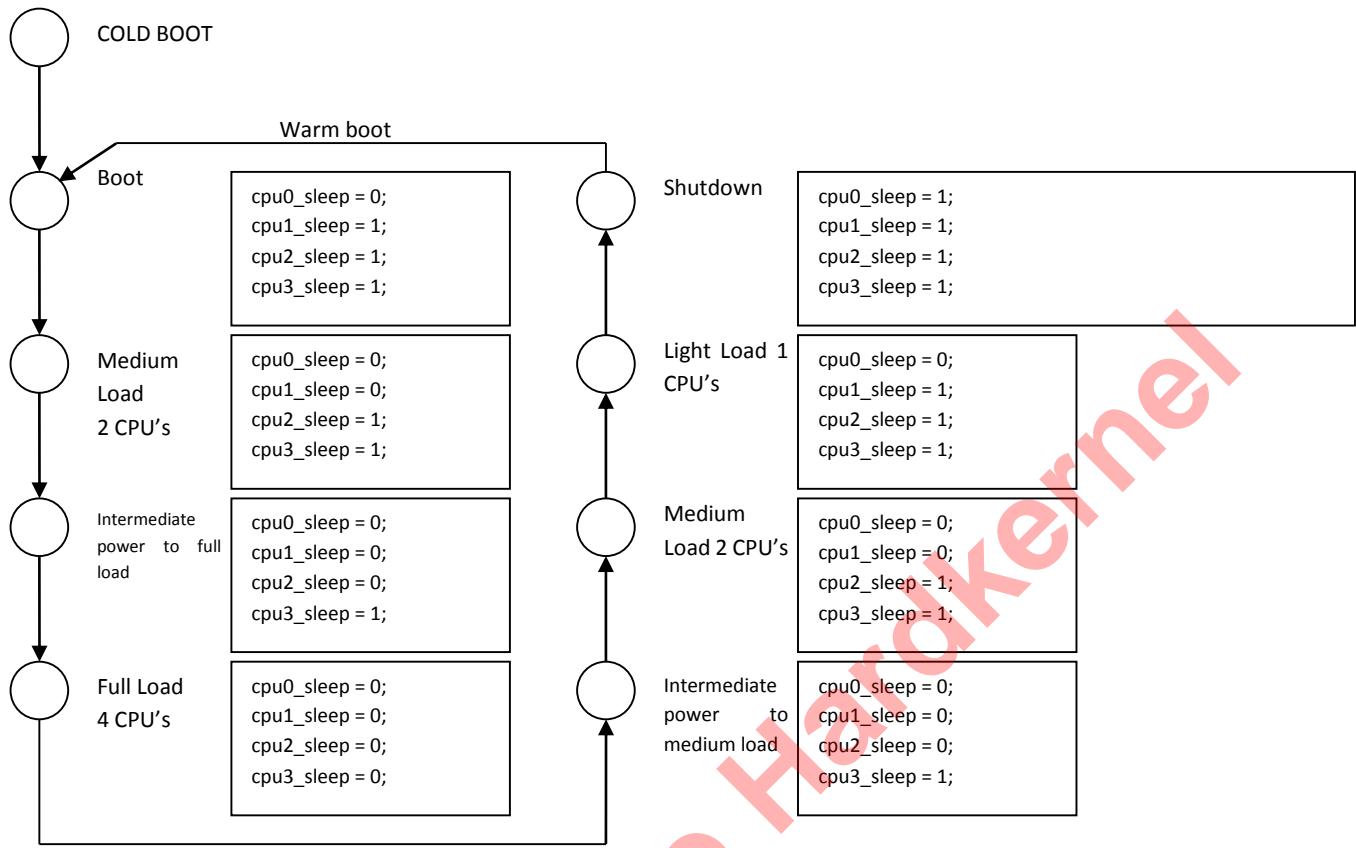 COLD BOOT
Warm boot
Boot
cpu0_sleep = 0;
cpu1_sleep = 1;
cpu2_sleep = 1;
cpu3_sleep = 1;
Medium
Load
2 CPU’s
cpu0_sleep = 0;
cpu1_sleep = 0;
cpu2_sleep = 1;
cpu3_sleep = 1;
Intermediate
power to full
load
cpu0_sleep = 0;
cpu1_sleep = 0;
cpu2_sleep = 0;
cpu3_sleep = 1;
Full Load
4 CPU’s
cpu0_sleep = 0;
cpu1_sleep = 0;
cpu2_sleep = 0;
cpu3_sleep = 0;
Shutdown
cpu0_sleep = 1;
cpu1_sleep = 1;
cpu2_sleep = 1;
cpu3_sleep = 1;
Light Load 1
CPU’s
cpu0_sleep = 0;
cpu1_sleep = 1;
cpu2_sleep = 1;
cpu3_sleep = 1;
Medium
Load 2 CPU’s
cpu0_sleep = 0;
cpu1_sleep = 0;
cpu2_sleep = 1;
cpu3_sleep = 1;
Intermediate
power to
medium load
cpu0_sleep = 0;
cpu1_sleep = 0;
cpu2_sleep = 0;
cpu3_sleep = 1;
Hardkernel